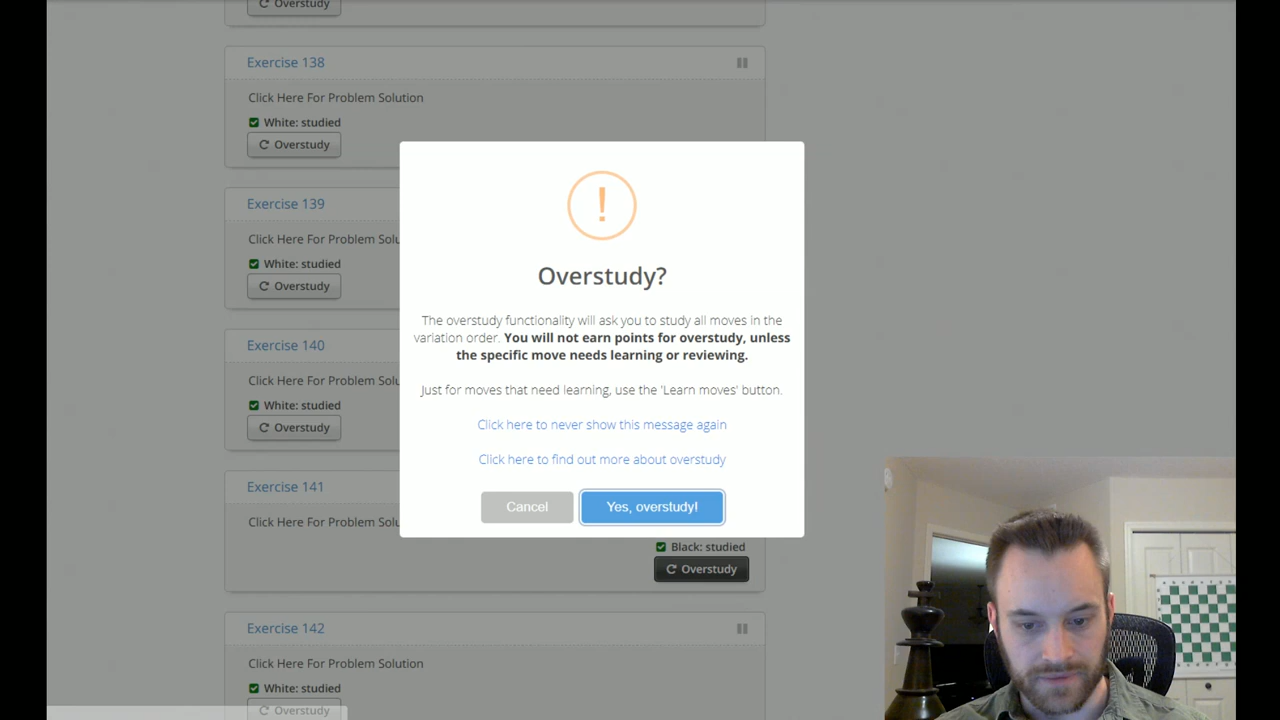 Overstudy
Exercise 138
Click Here For Problem Solution
White: studied
Overstudy
Exercise 139
Click Here For Problem Solu
White: studied
Overstudy
Exercise 140
Click Here For Problem Solu
White: studied
Overstudy
Exercise 141
Click Here For Problem Solu
Black: studied
Overstudy
Exercise 142
Click Here For Problem Solution
White: studied
Overstudy
!
Overstudy?
The overstudy functionality will ask you to study all moves in the
variation order. You will not earn points for overstudy, unless
the specific move needs learning or reviewing.
Just for moves that need learning, use the 'Learn moves' button.
Click here to never show this message again
Click here to find out more about overstudy
Cancel
Yes, overstudy!